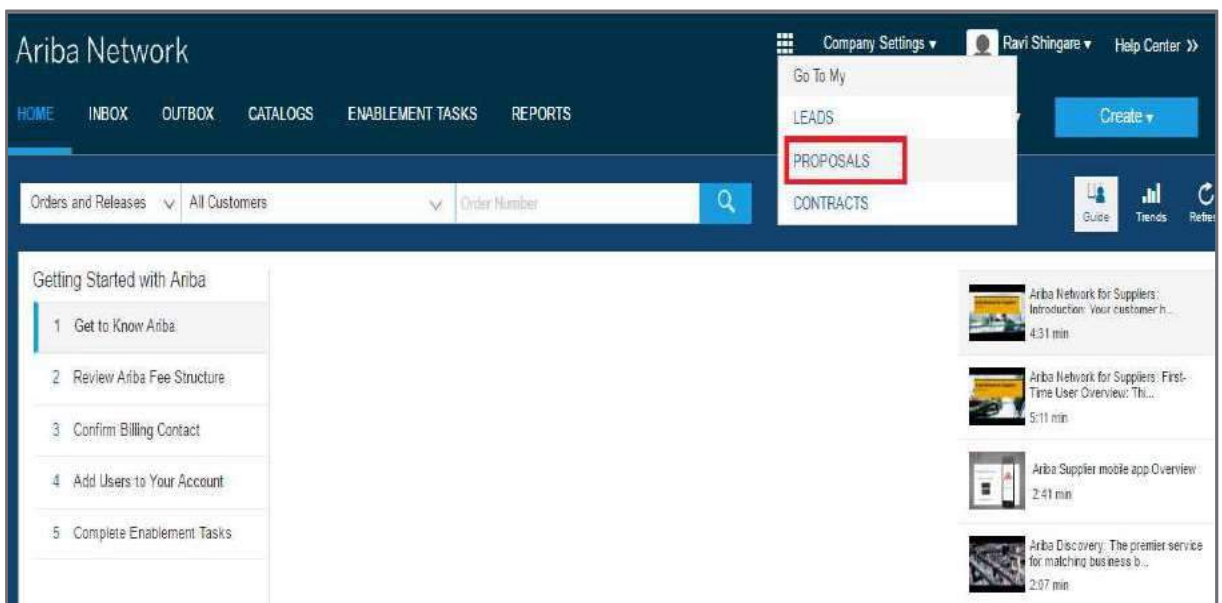 Ariba Network
Company Settings
Ravi Shingare
Help Center »
Go To My
LEADS
PROPOSALS
CONTRACTS
HOME
INBOX
OUTBOX
CATALOGS
ENABLEMENT TASKS
REPORTS
Create
Orders and Releases
All Customers
Order Number
Guide
Trends
Getting Started with Ariba
1 Get to Know Ariba
2 Review Ariba Fee Structure
3 Confirm Billing Contact
4 Add Users to Your Account
5 Complete Enablement Tasks
Ariba Network for Suppliers:
Introduction: Your customer h...
4:31 min
Ariba Network for Suppliers: First-
Time User Overview: Thi...
5:11 min
Ariba Supplier mobile app Overview
2:41 min
Ariba Discovery: The premier service
for matching business b...
2:07 min